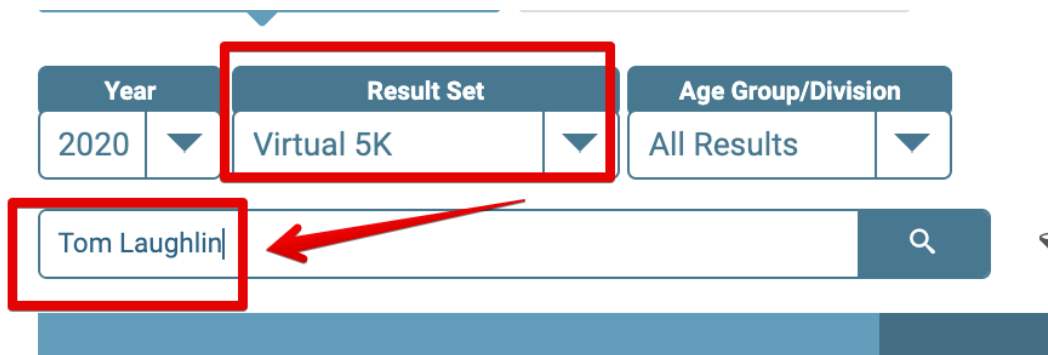 Year Result Set Age Group/Division
2020 Virtual 5K All Results
Tom Laughlin